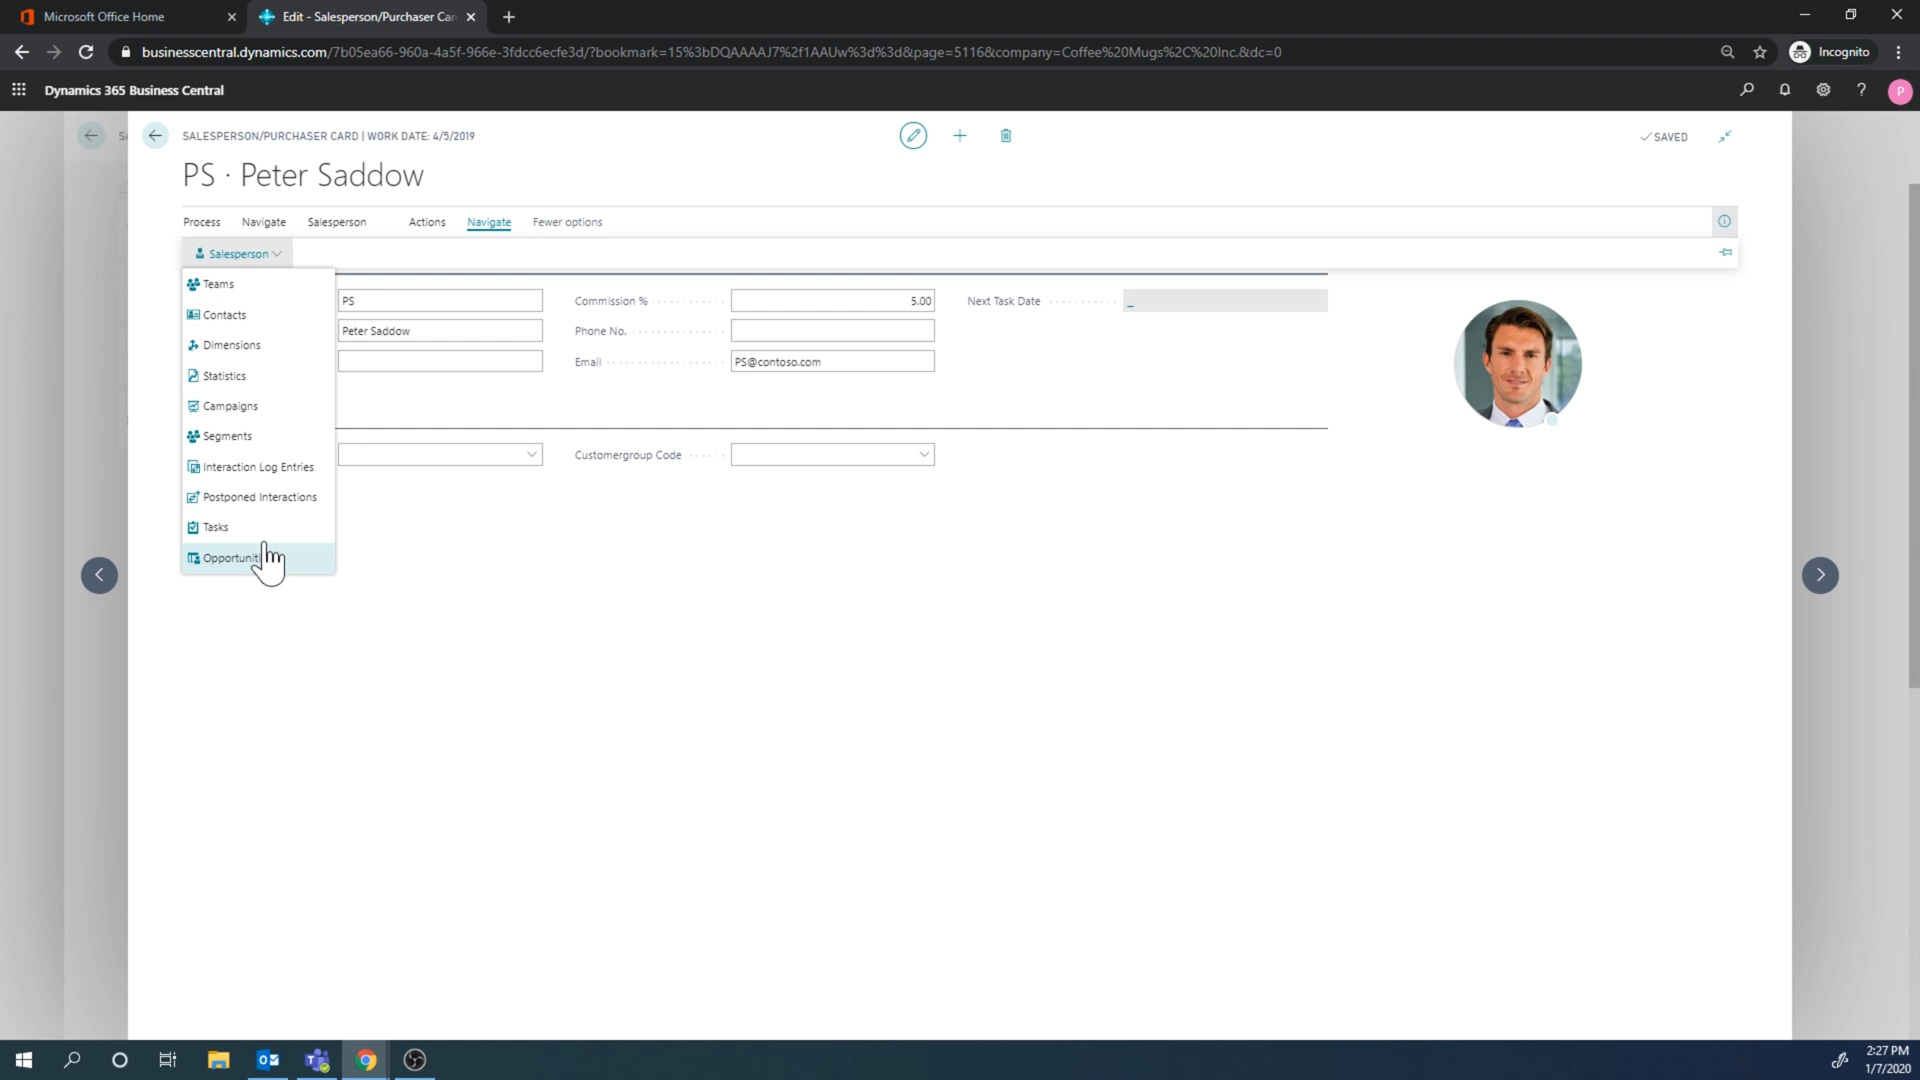 Microsoft Office Home
Edit - Salesperson/Purchaser Car
businesscentral.dynamics.com/7b05ea66-960a-4a5f-966e-3fdcc6ecfe3d/?bookmark=15%3bDQAAAAJ7%2f1AAUw%3d%3d&page=5116&company=Coffee%20Mugs%2C%20Inc.&dc=0
Incognito
Dynamics 365 Business Central
P
SALESPERSON/PURCHASER CARD | WORK DATE: 4/5/2019
SAVED
PS · Peter Saddow
Process Navigate Salesperson Actions Navigate Fewer options
Salesperson
Teams
Contacts
Dimensions
Statistics
Campaigns
Segments
Interaction Log Entries
Postponed Interactions
Tasks
Opportuniti
PS
Peter Saddow
Commission % 5.00
Phone No.
Email PS@contoso.com
Next Task Date _
Customergroup Code
2:27 PM
1/7/2020